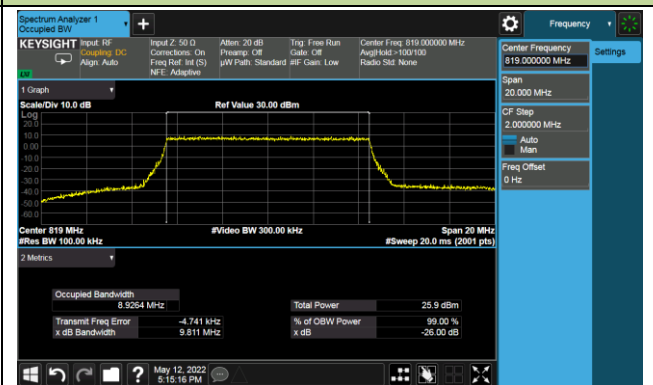 Spectrum Analyzer 1
Occupied BW
+
Frequency
KEYSIGHT
Input: RF
Coupling: DC
Align: Auto
Input Z: 50 Ω
Corrections: On
Freq Ref: Int (S)
NFE: Adaptive
Atten: 20 dB
Preamp: Off
µW Path: Standard
Trig: Free Run
Gate: Off
#IF Gain: Low
Center Freq: 819.000000 MHz
Avg|Hold:>100/100
Radio Std: None
Center Frequency
819.000000 MHz
Settings
Span
20.000 MHz
CF Step
2.000000 MHz
Auto
Man
Freq Offset
0 Hz
1 Graph
Scale/Div 10.0 dB
Ref Value 30.00 dBm
Log
20.0
10.0
0.00
-10.0
-20.0
-30.0
-40.0
-50.0
-60.0
Center 819 MHz
#Video BW 300.00 kHz
Span 20 MHz
#Res BW 100.00 kHz
#Sweep 20.0 ms (2001 pts)
2 Metrics
Occupied Bandwidth
8.9264 MHz
Total Power
25.9 dBm
Transmit Freq Error
-4.741 kHz
% of OBW Power
99.00 %
x dB Bandwidth
9.811 MHz
x dB
-26.00 dB
?
May 12, 2022
5:15:16 PM